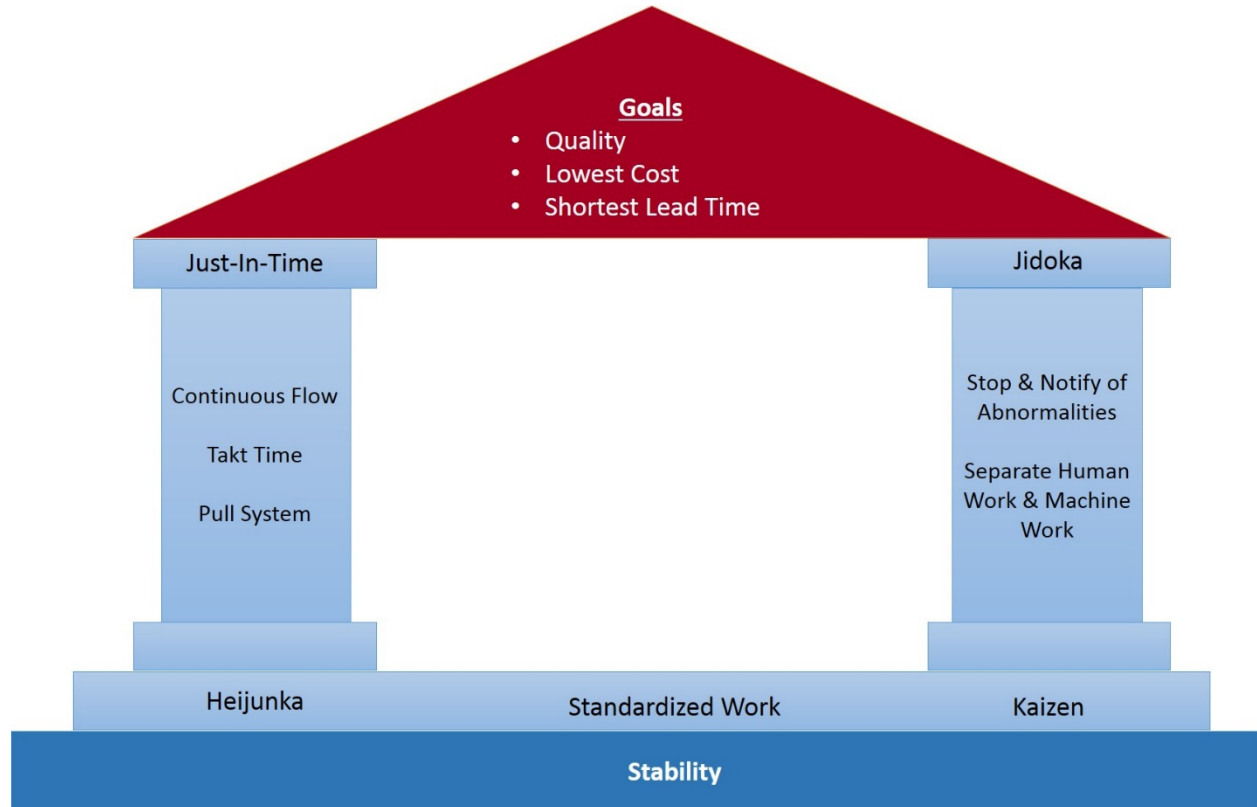 Goals
• Quality
• Lowest Cost
• Shortest Lead Time
Just-In-Time
Continuous Flow
Takt Time
Pull System
Jidoka
Stop & Notify of
Abnormalities
Separate Human
Work & Machine
Work
Heijunka
Standardized Work
Kaizen
Stability